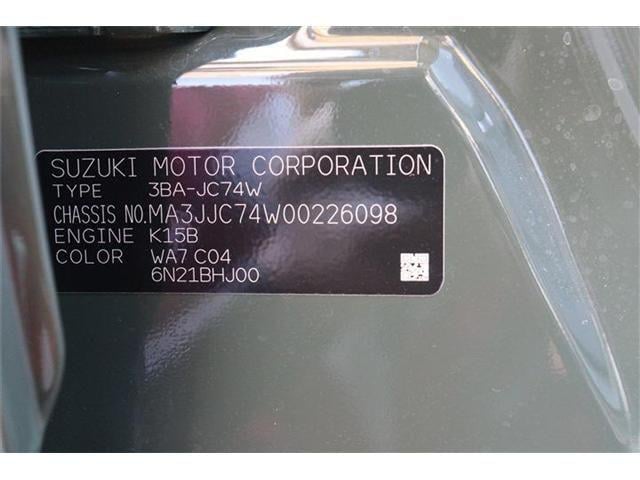 SUZUKI MOTOR CORPORATION
TYPE 3BA-JC74W
CHASSIS NO. MA3JJC74W00226098
ENGINE K15B
COLOR WA7 C04
6N21BHJ00